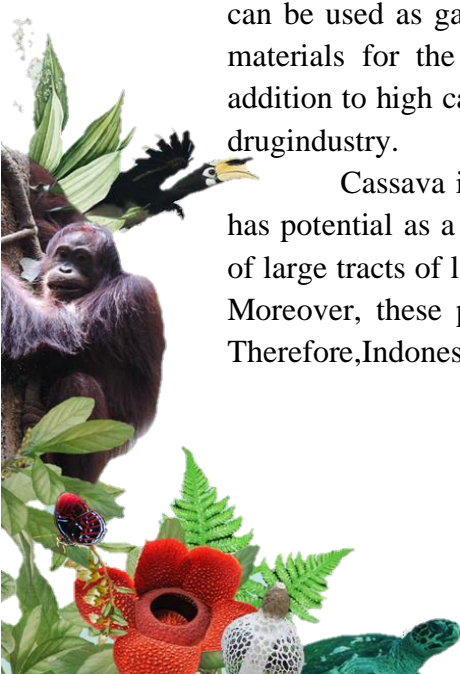 can be used as ga
materials for the
addition to high ca
drugindustry.
Cassava i
has potential as a
of large tracts of l
Moreover, these p
Therefore,Indones